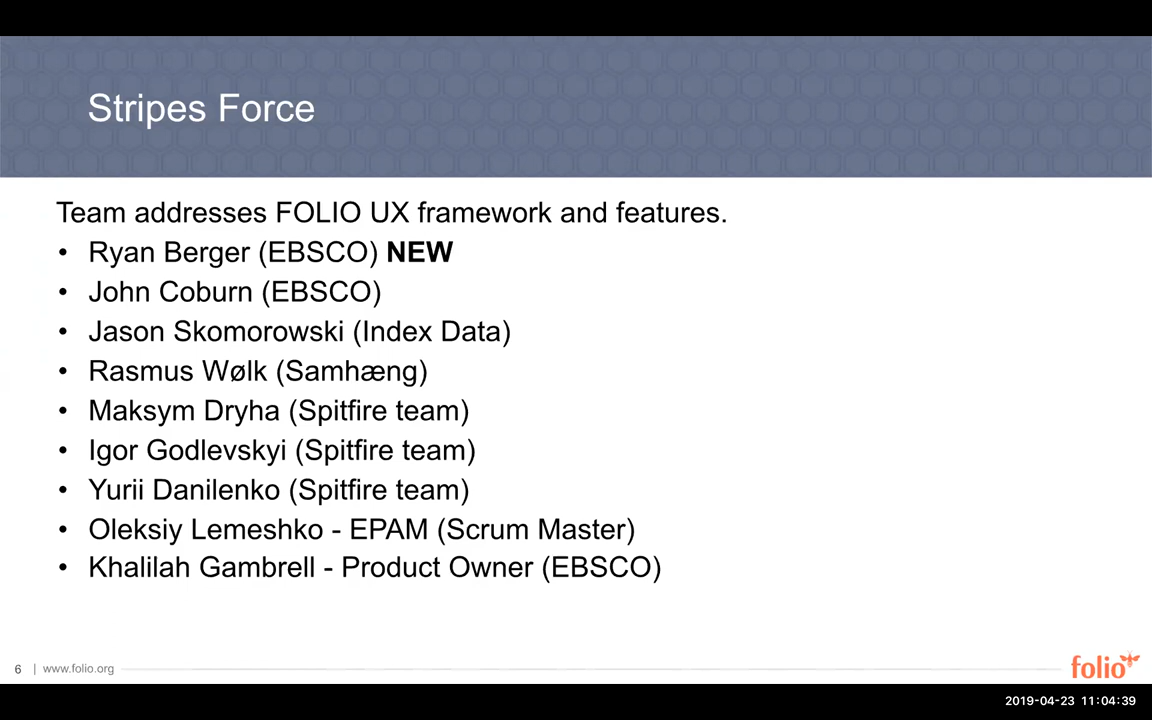 Stripes Force
Team addresses FOLIO UX framework and features.
• Ryan Berger (EBSCO) NEW
• John Coburn (EBSCO)
• Jason Skomorowski (Index Data)
• Rasmus Wølk (Samhæng)
• Maksym Dryha (Spitfire team)
• Igor Godlevskyi (Spitfire team)
• Yurii Danilenko (Spitfire team)
• Oleksiy Lemeshko - EPAM (Scrum Master)
• Khalilah Gambrell - Product Owner (EBSCO)
6 | www.folio.org
folio
2019-04-23 11:04:39